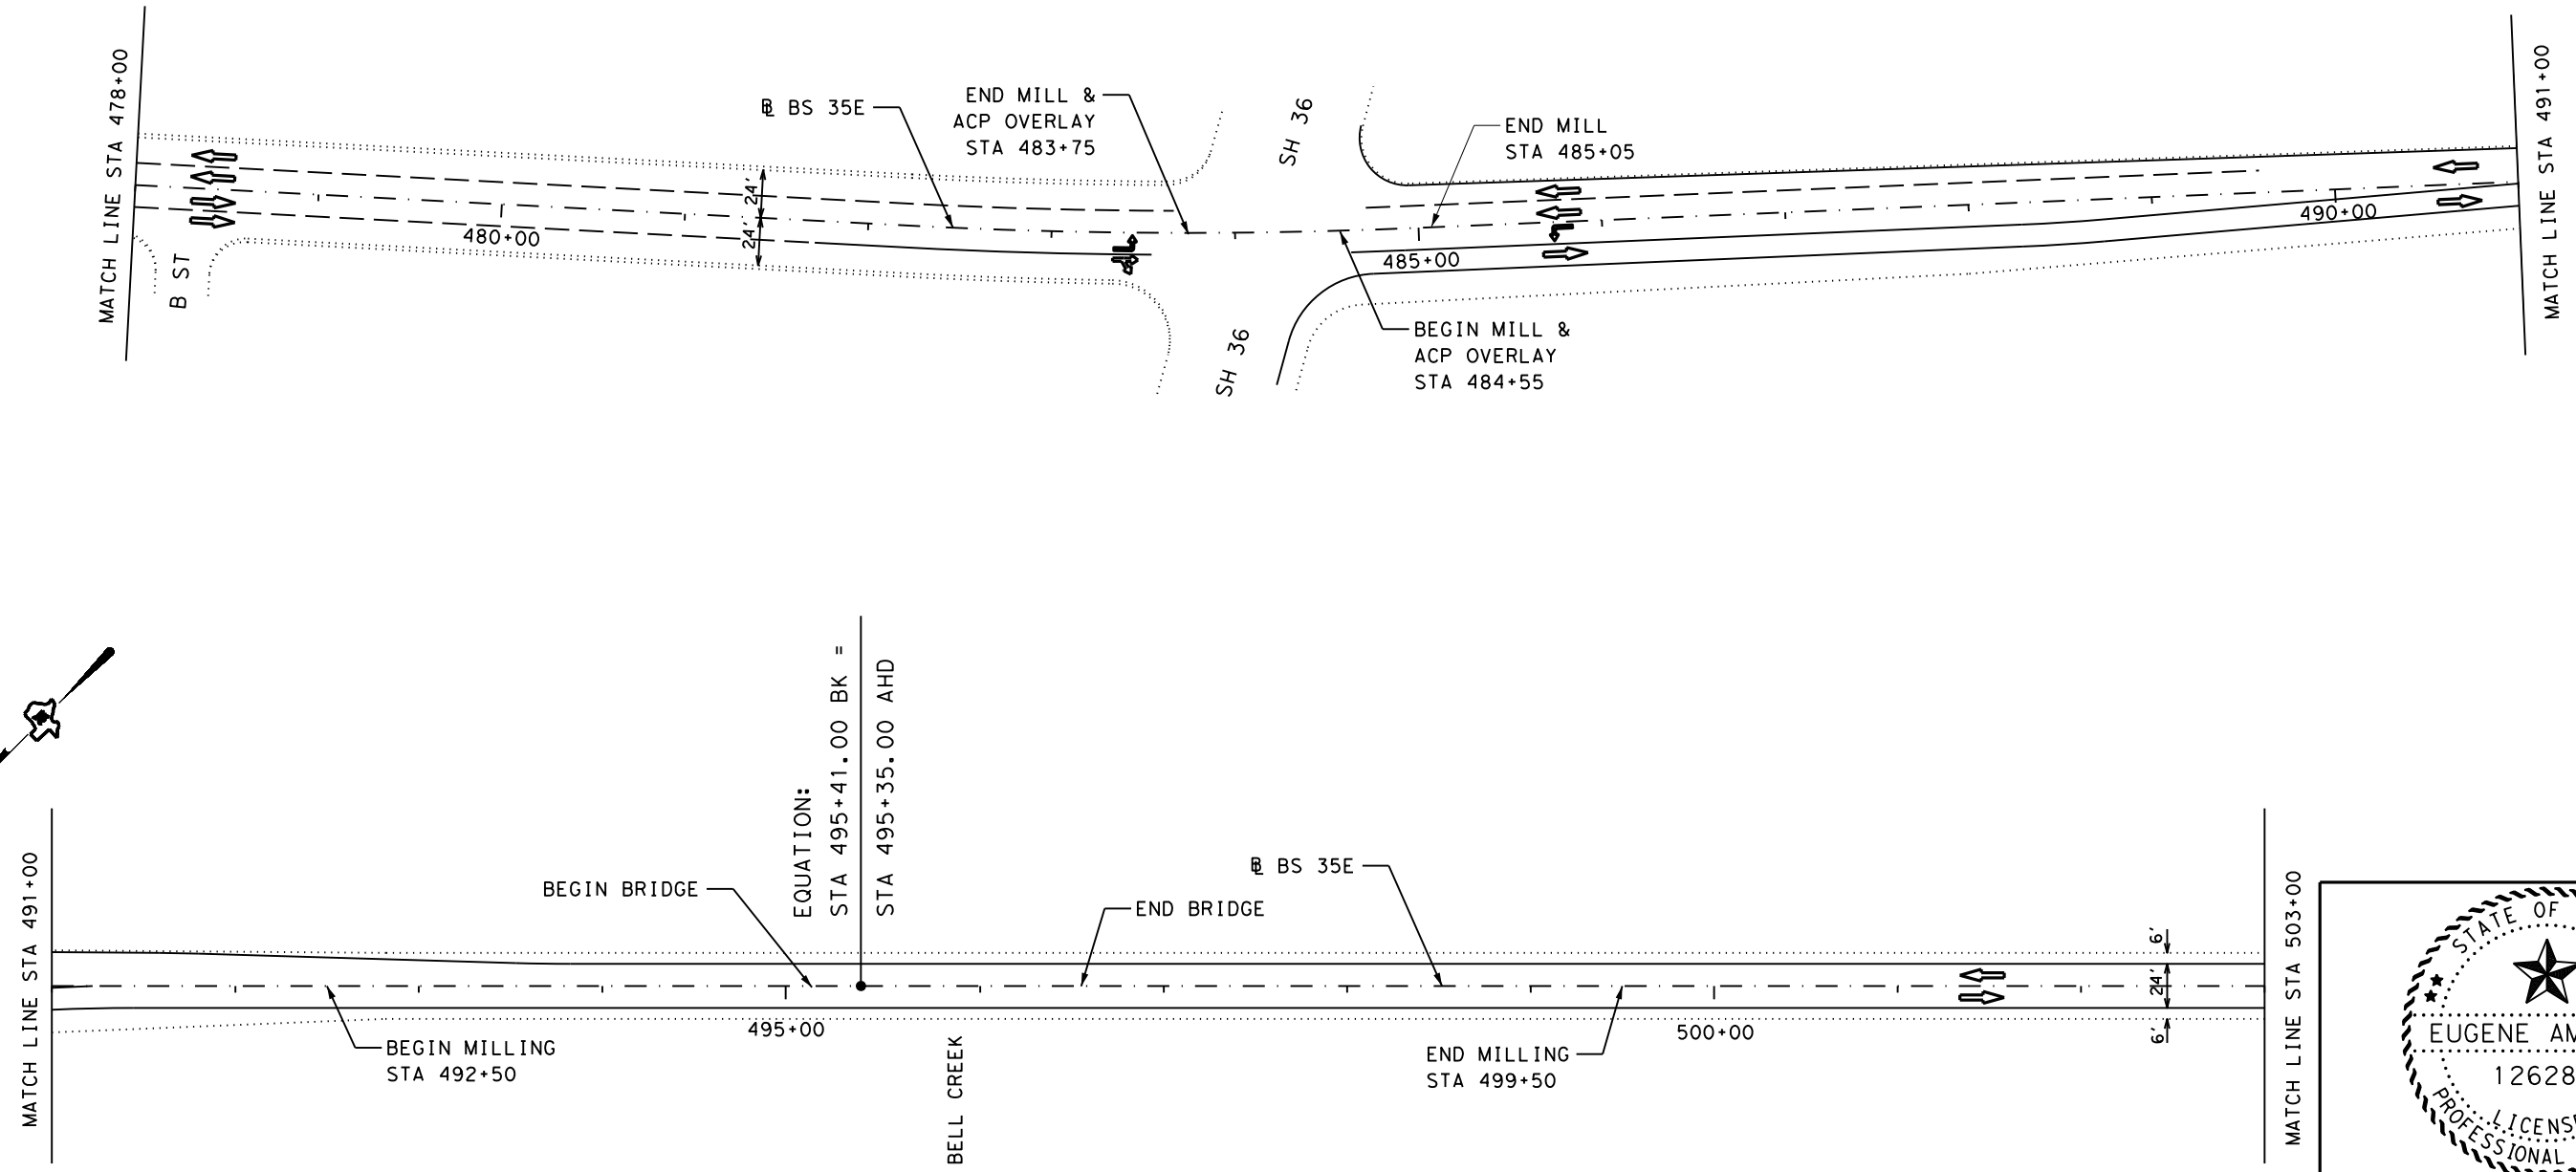 MATCH LINE STA 478+00
B ST
480+00
24'
24'
℄ BS 35E
END MILL &
ACP OVERLAY
STA 483+75
SH 36
SH 36
END MILL
STA 485+05
485+00
BEGIN MILL &
ACP OVERLAY
STA 484+55
490+00
MATCH LINE STA 491+00
MATCH LINE STA 491+00
BEGIN MILLING
STA 492+50
BEGIN BRIDGE
495+00
EQUATION:
STA 495+41.00 BK =
STA 495+35.00 AHD
BELL CREEK
END BRIDGE
℄ BS 35E
END MILLING
STA 499+50
500+00
6'
24'
6'
MATCH LINE STA 503+00
STATE OF
EUGENE AM
12628
LICENS
PROFESSIONAL